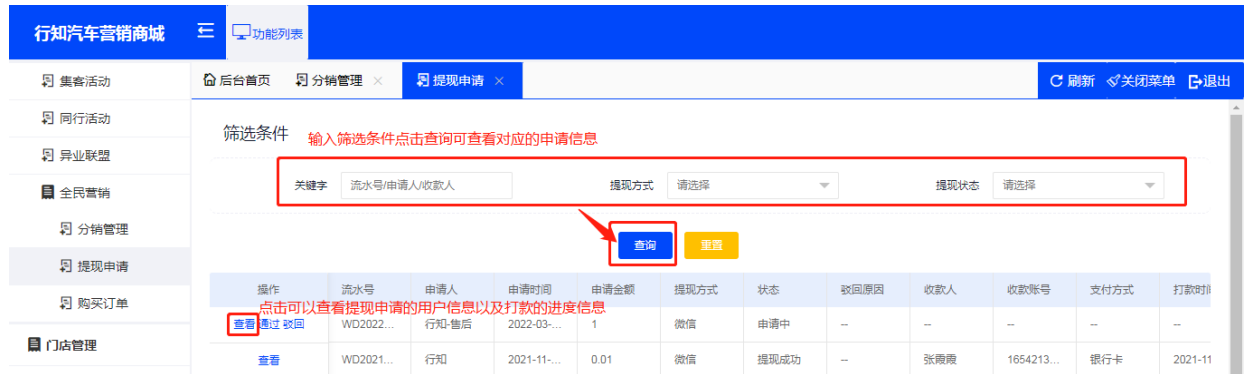 行知汽车营销商城
功能列表
集客活动
同行活动
异业联盟
全民营销
分销管理
提现申请
购买订单
门店管理
后台首页 分销管理 × 提现申请 × 刷新 关闭菜单 退出
筛选条件
输入筛选条件点击查询可查看对应的申请信息
关键字 流水号/申请人/收款人 提现方式 请选择 提现状态 请选择
查询 重置
操作 流水号 申请人 申请时间 申请金额 提现方式 状态 驳回原因 收款人 收款账号 支付方式 打款时间
点击可以查看提现申请的用户信息以及打款的进度信息
查看 通过 驳回 WD2022... 行知-售后 2022-03-... 1 微信 申请中 -- -- -- -- --
查看 WD2021... 行知 2021-11-... 0.01 微信 提现成功 -- 张霞霞 1654213... 银行卡 2021-11